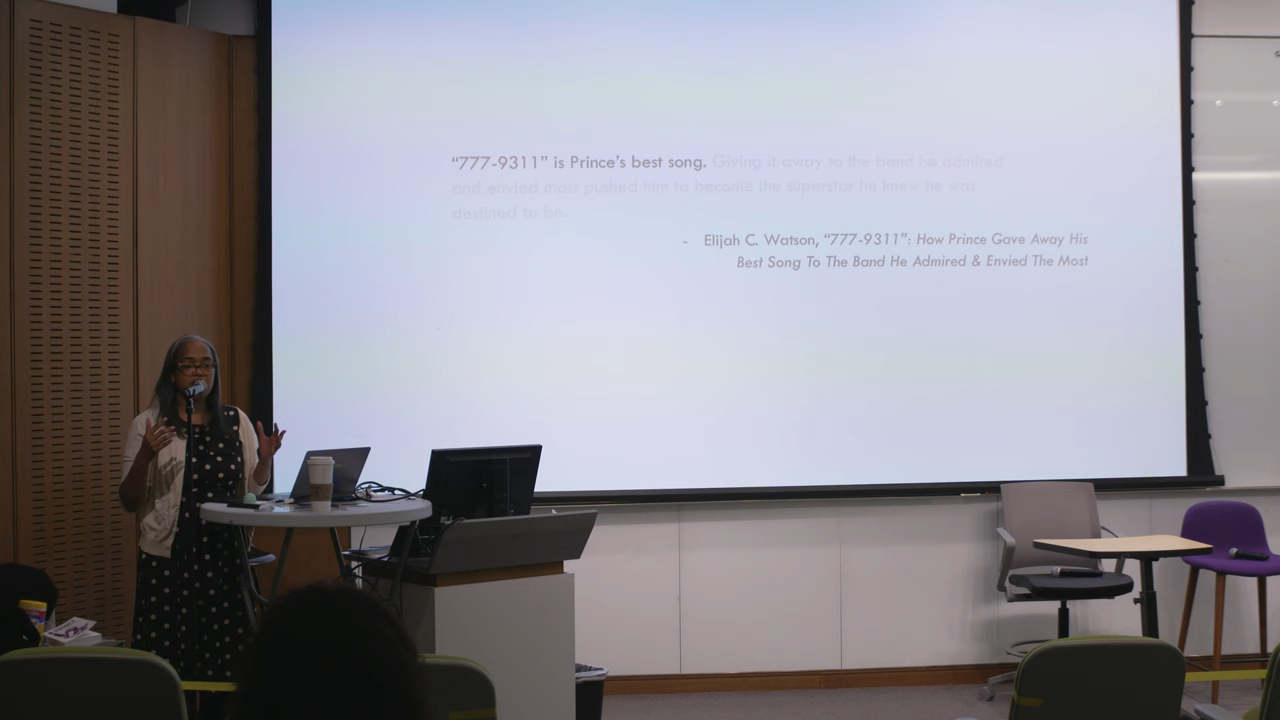 “777-9311” is Prince’s best song. Giving it away to the band he admired
and envied most pushed him to become the superstar he knew he was
destined to be.
- Elijah C. Watson, “777-9311”: How Prince Gave Away His
Best Song To The Band He Admired & Envied The Most